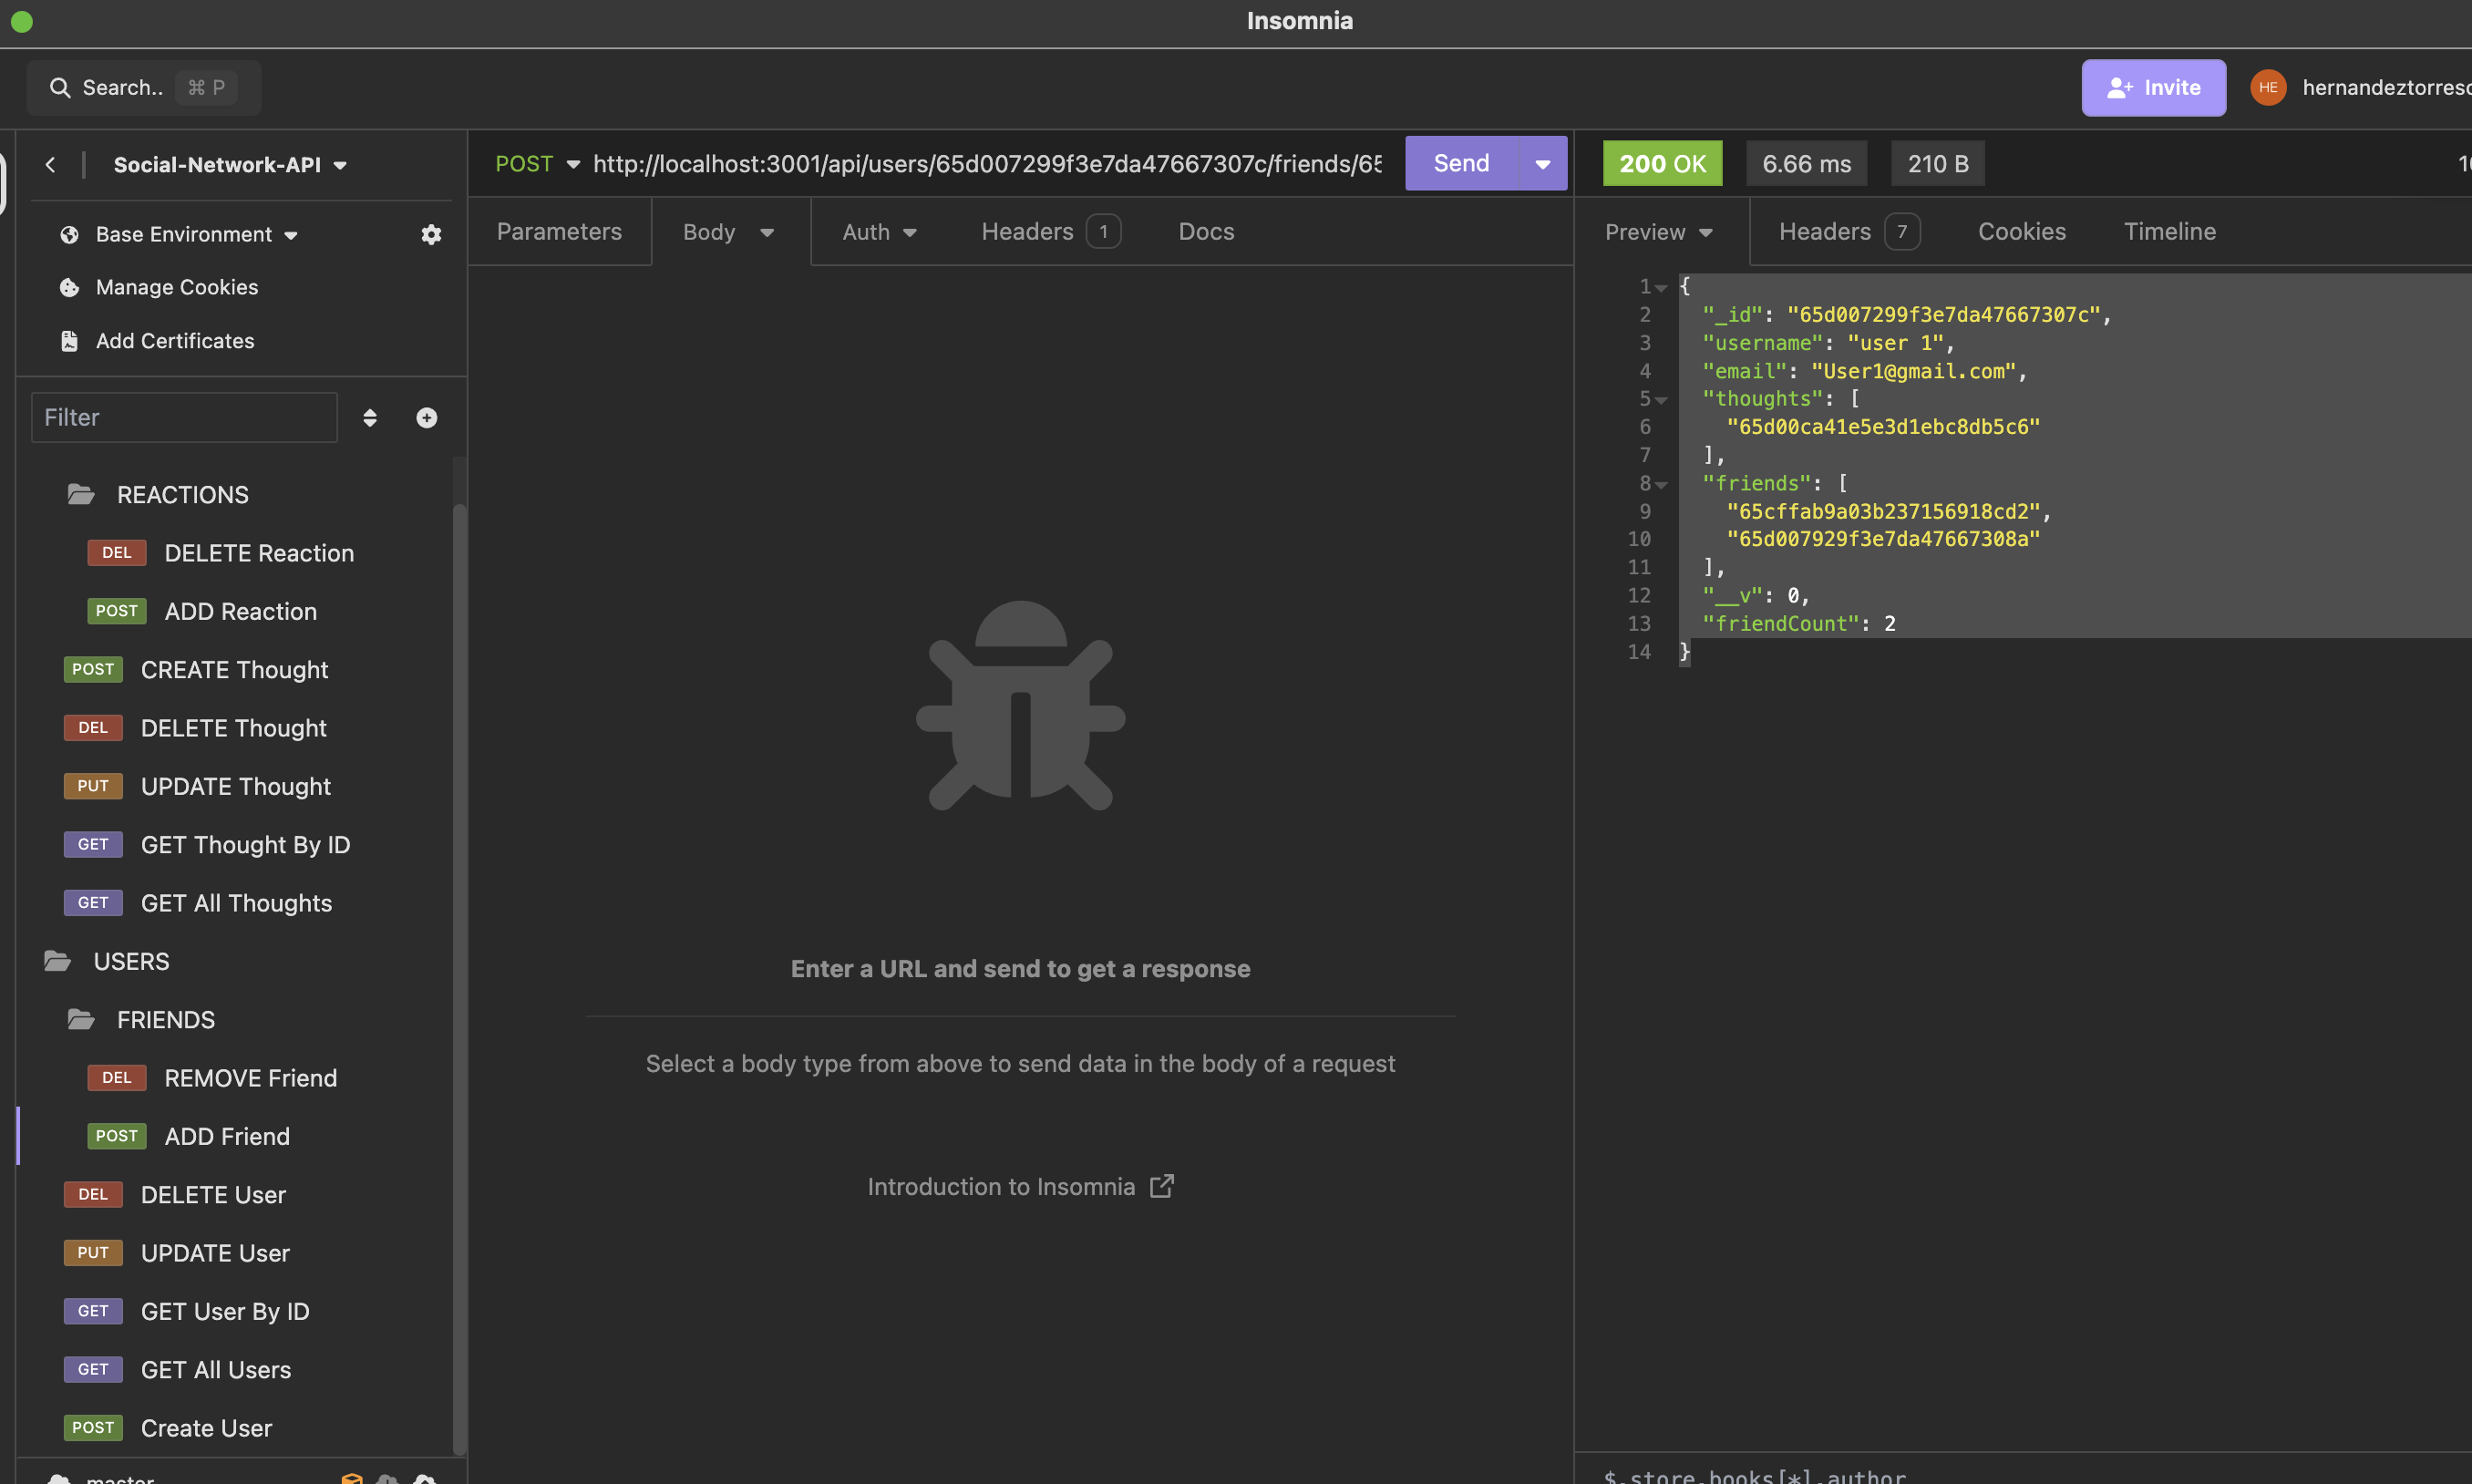 Insomnia
Search.. ⌘ P
Invite
HE
hernandeztorres
Social-Network-API
Base Environment
Manage Cookies
Add Certificates
Filter
REACTIONS
DEL DELETE Reaction
POST ADD Reaction
POST CREATE Thought
DEL DELETE Thought
PUT UPDATE Thought
GET GET Thought By ID
GET GET All Thoughts
USERS
FRIENDS
DEL REMOVE Friend
POST ADD Friend
DEL DELETE User
PUT UPDATE User
GET GET User By ID
GET GET All Users
POST Create User
master
POST http://localhost:3001/api/users/65d007299f3e7da47667307c/friends/65
Send
Parameters Body Auth Headers 1 Docs
Enter a URL and send to get a response
Select a body type from above to send data in the body of a request
Introduction to Insomnia
200 OK 6.66 ms 210 B
Preview Headers 7 Cookies Timeline
1 {
2 "_id": "65d007299f3e7da47667307c",
3 "username": "user 1",
4 "email": "User1@gmail.com",
5 "thoughts": [
6 "65d00ca41e5e3d1ebc8db5c6"
7 ],
8 "friends": [
9 "65cffab9a03b237156918cd2",
10 "65d007929f3e7da47667308a"
11 ],
12 "__v": 0,
13 "friendCount": 2
14 }
$.store.books[*].author